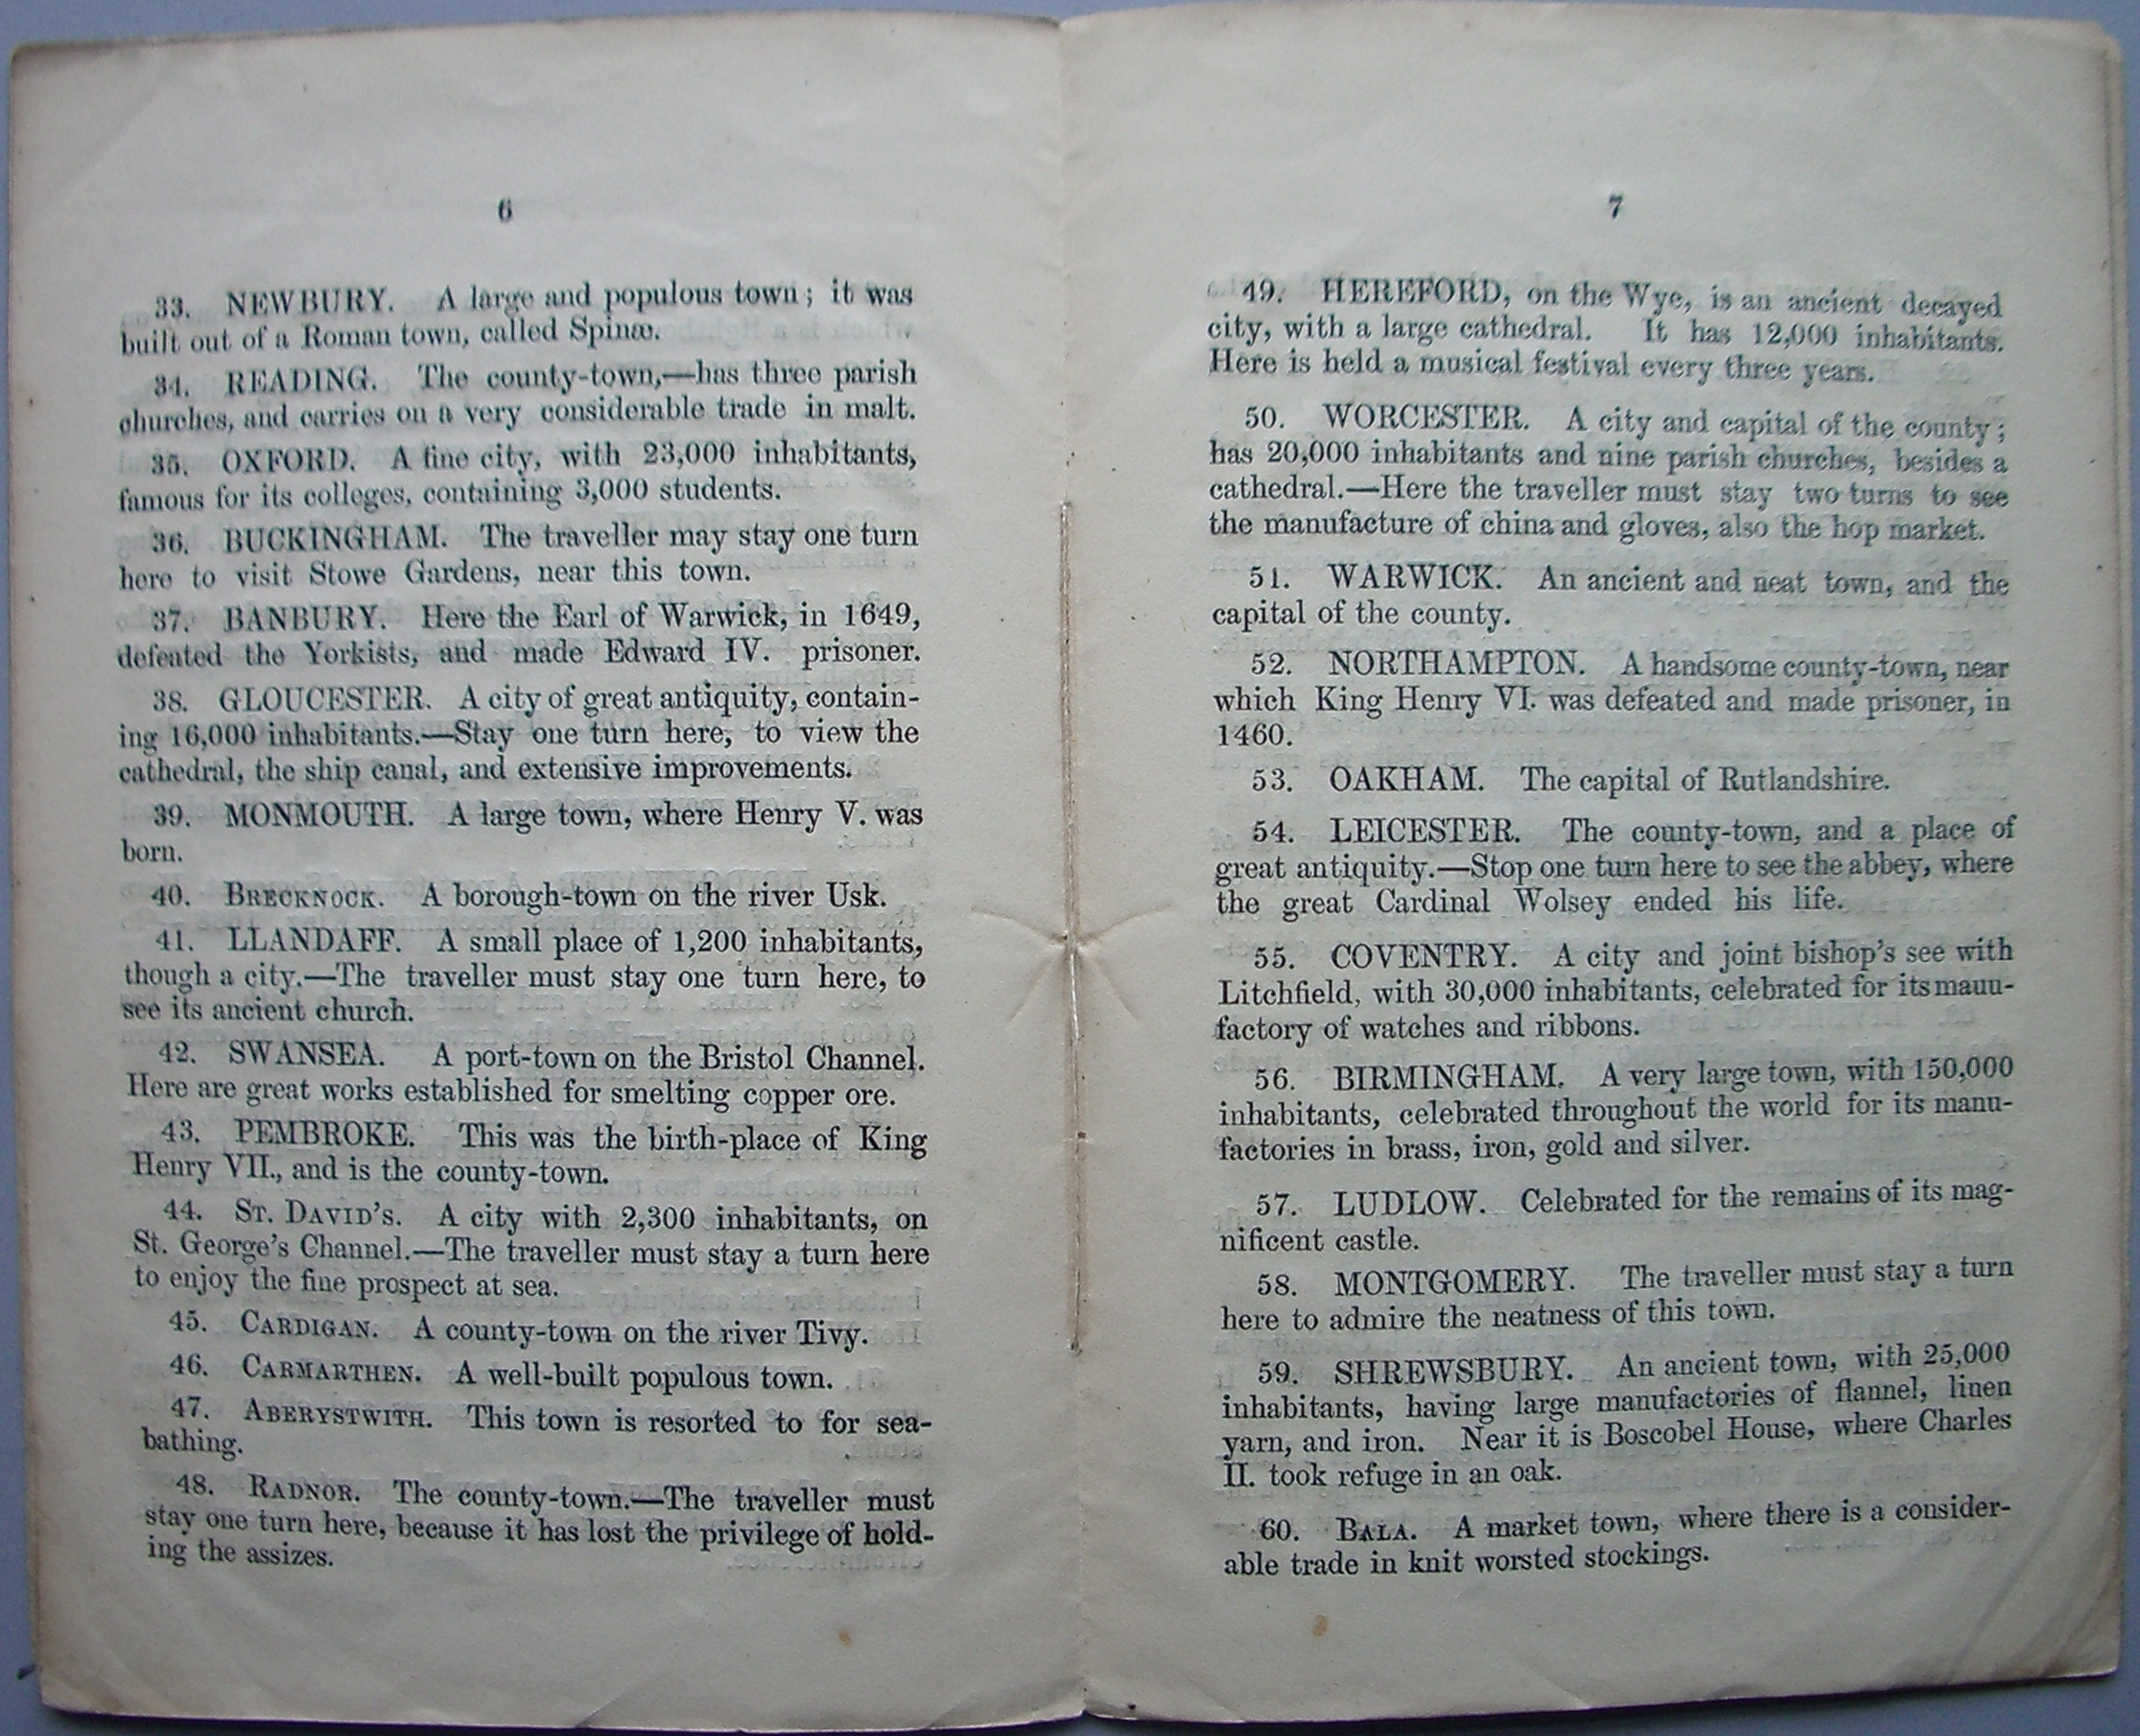 6
33. NEWBURY. A large and populous town; it was
built out of a Roman town, called Spinæ.
34. READING. The county-town,—has three parish
churches, and carries on a very considerable trade in malt.
35. OXFORD. A fine city, with 23,000 inhabitants,
famous for its colleges, containing 3,000 students.
36. BUCKINGHAM. The traveller may stay one turn
here to visit Stowe Gardens, near this town.
37. BANBURY. Here the Earl of Warwick, in 1649,
defeated the Yorkists, and made Edward IV. prisoner.
38. GLOUCESTER. A city of great antiquity, contain-
ing 16,000 inhabitants.—Stay one turn here, to view the
cathedral, the ship canal, and extensive improvements.
39. MONMOUTH. A large town, where Henry V. was
born.
40. BRECKNOCK. A borough-town on the river Usk.
41. LLANDAFF. A small place of 1,200 inhabitants,
though a city.—The traveller must stay one turn here, to
see its ancient church.
42. SWANSEA. A port-town on the Bristol Channel.
Here are great works established for smelting copper ore.
43. PEMBROKE. This was the birth-place of King
Henry VII., and is the county-town.
44. ST. DAVID'S. A city with 2,300 inhabitants, on
St. George's Channel.—The traveller must stay a turn here
to enjoy the fine prospect at sea.
45. CARDIGAN. A county-town on the river Tivy.
46. CARMARTHEN. A well-built populous town.
47. ABERYSTWITH. This town is resorted to for sea-
bathing.
48. RADNOR. The county-town.—The traveller must
stay one turn here, because it has lost the privilege of hold-
ing the assizes.
7
49. HEREFORD, on the Wye, is an ancient decayed
city, with a large cathedral. It has 12,000 inhabitants.
Here is held a musical festival every three years.
50. WORCESTER. A city and capital of the county;
has 20,000 inhabitants and nine parish churches, besides a
cathedral.—Here the traveller must stay two turns to see
the manufacture of china and gloves, also the hop market.
51. WARWICK. An ancient and neat town, and the
capital of the county.
52. NORTHAMPTON. A handsome county-town, near
which King Henry VI. was defeated and made prisoner, in
1460.
53. OAKHAM. The capital of Rutlandshire.
54. LEICESTER. The county-town, and a place of
great antiquity.—Stop one turn here to see the abbey, where
the great Cardinal Wolsey ended his life.
55. COVENTRY. A city and joint bishop's see with
Litchfield, with 30,000 inhabitants, celebrated for its mauu-
factory of watches and ribbons.
56. BIRMINGHAM. A very large town, with 150,000
inhabitants, celebrated throughout the world for its manu-
factories in brass, iron, gold and silver.
57. LUDLOW. Celebrated for the remains of its mag-
nificent castle.
58. MONTGOMERY. The traveller must stay a turn
here to admire the neatness of this town.
59. SHREWSBURY. An ancient town, with 25,000
inhabitants, having large manufactories of flannel, linen
yarn, and iron. Near it is Boscobel House, where Charles
II. took refuge in an oak.
60. BALA. A market town, where there is a consider-
able trade in knit worsted stockings.